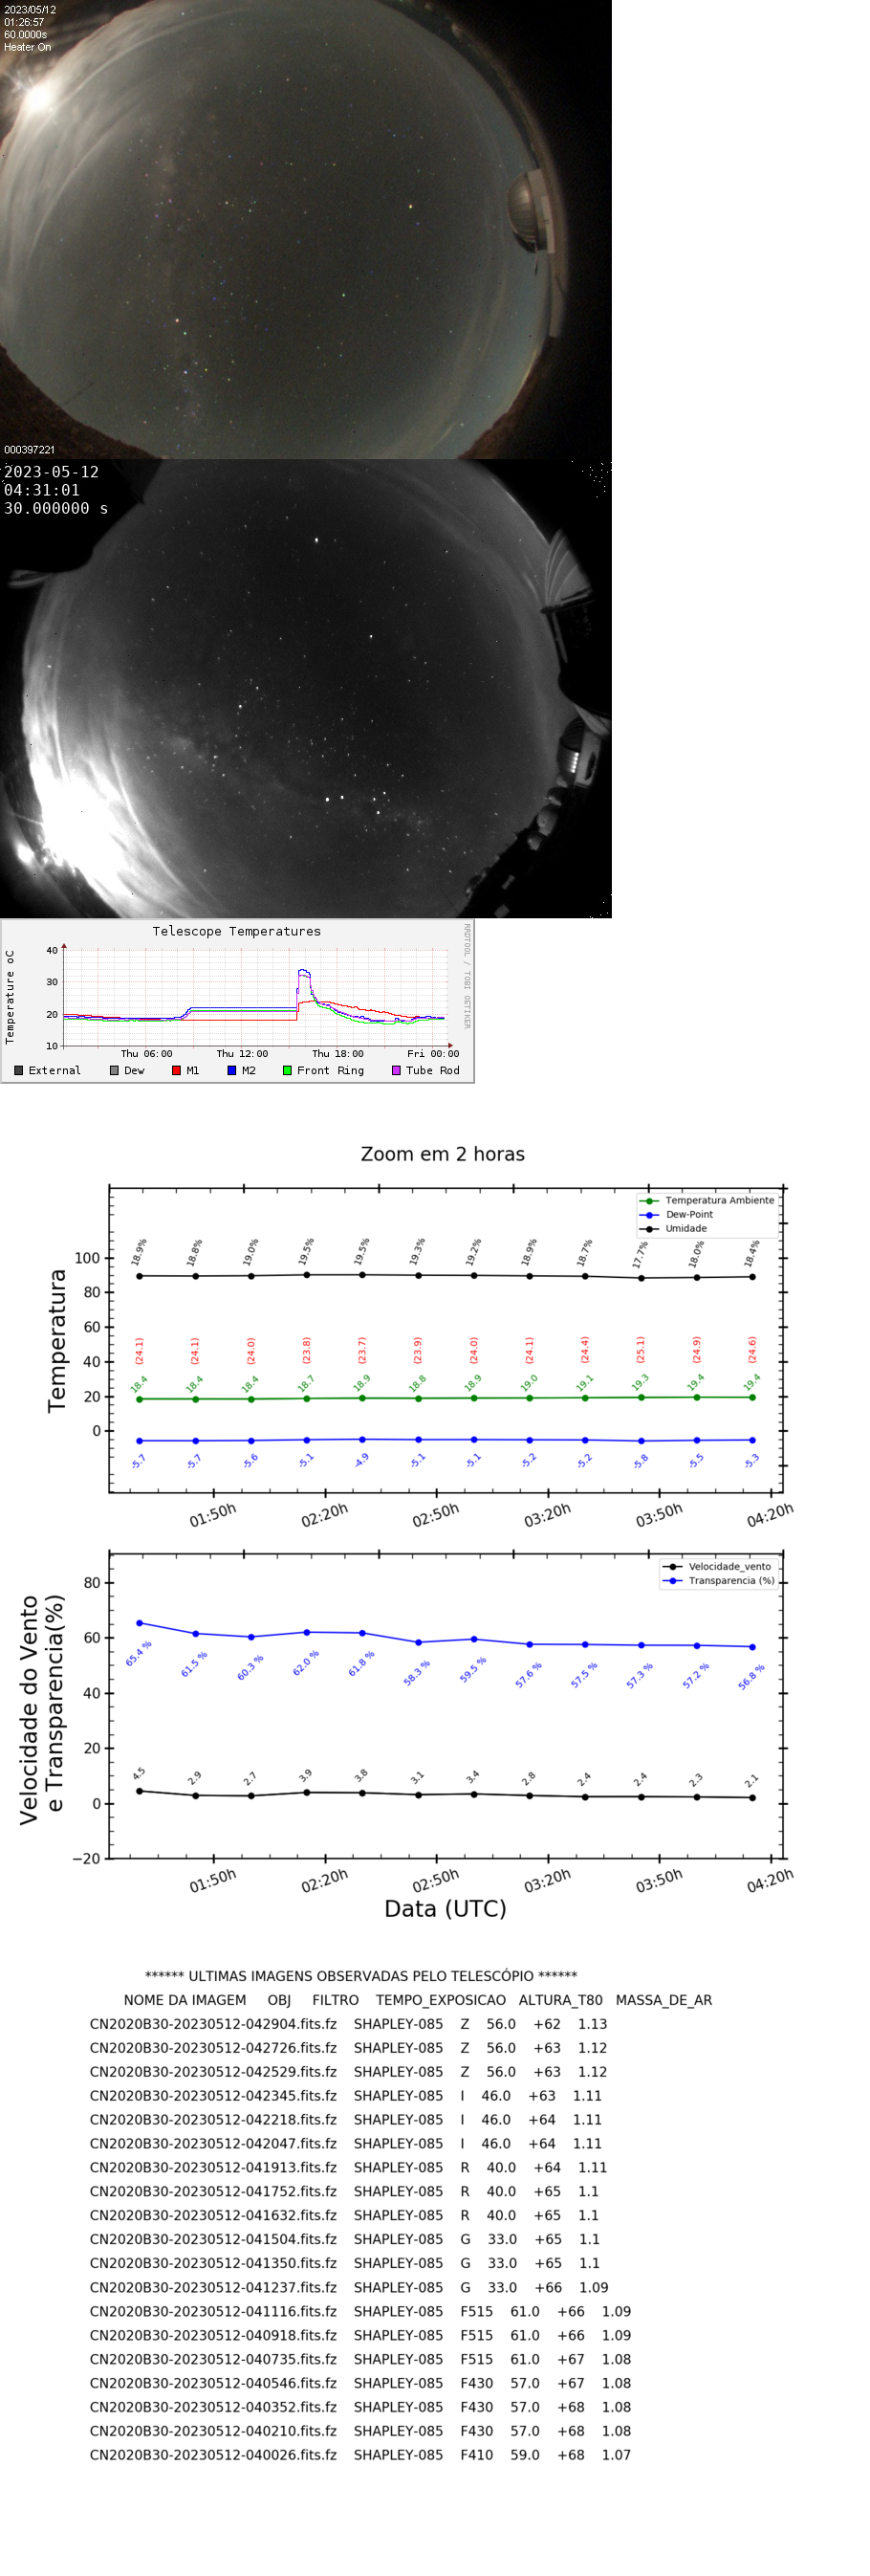 2023/05/12
01:26:57
60.0000s
Heater On
000397221
2023-05-12
04:31:01
30.000000 s
Telescope Temperatures
Temperature oC
40
30
20
10
Thu 06:00 Thu 12:00 Thu 18:00 Fri 00:00
External Dew M1 M2 Front Ring Tube Rod
RRDTOOL / TOBI OETIKER
Zoom em 2 horas
Temperatura
Temperatura Ambiente
Dew-Point
Umidade
100
80
60
40
20
0
18.9% 18.8% 19.0% 19.5% 19.5% 19.3% 19.2% 18.9% 18.7% 17.7% 18.0% 18.4%
(24.1) (24.1) (24.0) (23.8) (23.7) (23.9) (24.0) (24.1) (24.4) (25.1) (24.9) (24.6)
18.4 18.4 18.4 18.7 18.9 18.8 18.9 19.0 19.1 19.3 19.4 19.4
-5.7 -5.7 -5.6 -5.1 -4.9 -5.1 -5.1 -5.2 -5.2 -5.8 -5.5 -5.3
01:50h 02:20h 02:50h 03:20h 03:50h 04:20h
Velocidade do Vento
e Transparencia(%)
Velocidade_vento
Transparencia (%)
80
60
40
20
0
−20
65.4 % 61.5 % 60.3 % 62.0 % 61.8 % 58.3 % 59.5 % 57.6 % 57.5 % 57.3 % 57.2 % 56.8 %
4.5 2.9 2.7 3.9 3.8 3.1 3.4 2.8 2.4 2.4 2.3 2.1
01:50h 02:20h 02:50h 03:20h 03:50h 04:20h
Data (UTC)
****** ULTIMAS IMAGENS OBSERVADAS PELO TELESCÓPIO ******
NOME DA IMAGEM OBJ FILTRO TEMPO_EXPOSICAO ALTURA_T80 MASSA_DE_AR
CN2020B30-20230512-042904.fits.fz SHAPLEY-085 Z 56.0 +62 1.13
CN2020B30-20230512-042726.fits.fz SHAPLEY-085 Z 56.0 +63 1.12
CN2020B30-20230512-042529.fits.fz SHAPLEY-085 Z 56.0 +63 1.12
CN2020B30-20230512-042345.fits.fz SHAPLEY-085 I 46.0 +63 1.11
CN2020B30-20230512-042218.fits.fz SHAPLEY-085 I 46.0 +64 1.11
CN2020B30-20230512-042047.fits.fz SHAPLEY-085 I 46.0 +64 1.11
CN2020B30-20230512-041913.fits.fz SHAPLEY-085 R 40.0 +64 1.11
CN2020B30-20230512-041752.fits.fz SHAPLEY-085 R 40.0 +65 1.1
CN2020B30-20230512-041632.fits.fz SHAPLEY-085 R 40.0 +65 1.1
CN2020B30-20230512-041504.fits.fz SHAPLEY-085 G 33.0 +65 1.1
CN2020B30-20230512-041350.fits.fz SHAPLEY-085 G 33.0 +65 1.1
CN2020B30-20230512-041237.fits.fz SHAPLEY-085 G 33.0 +66 1.09
CN2020B30-20230512-041116.fits.fz SHAPLEY-085 F515 61.0 +66 1.09
CN2020B30-20230512-040918.fits.fz SHAPLEY-085 F515 61.0 +66 1.09
CN2020B30-20230512-040735.fits.fz SHAPLEY-085 F515 61.0 +67 1.08
CN2020B30-20230512-040546.fits.fz SHAPLEY-085 F430 57.0 +67 1.08
CN2020B30-20230512-040352.fits.fz SHAPLEY-085 F430 57.0 +68 1.08
CN2020B30-20230512-040210.fits.fz SHAPLEY-085 F430 57.0 +68 1.08
CN2020B30-20230512-040026.fits.fz SHAPLEY-085 F410 59.0 +68 1.07